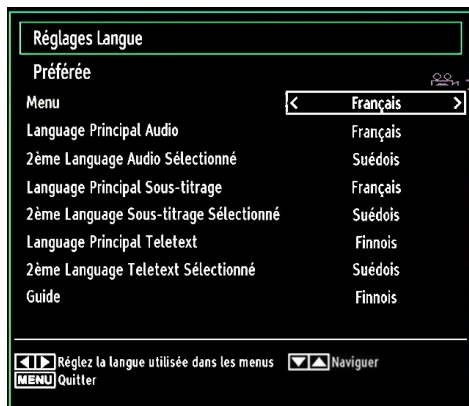 Réglages Langue
Préférée
Menu < Français >
Language Principal Audio Français
2ème Language Audio Sélectionné Suédois
Language Principal Sous-titrage Français
2ème Language Sous-titrage Sélectionné Suédois
Language Principal Teletext Finnois
2ème Language Teletext Sélectionné Suédois
Guide Finnois
Réglez la langue utilisée dans les menus Naviguer
MENU Quitter